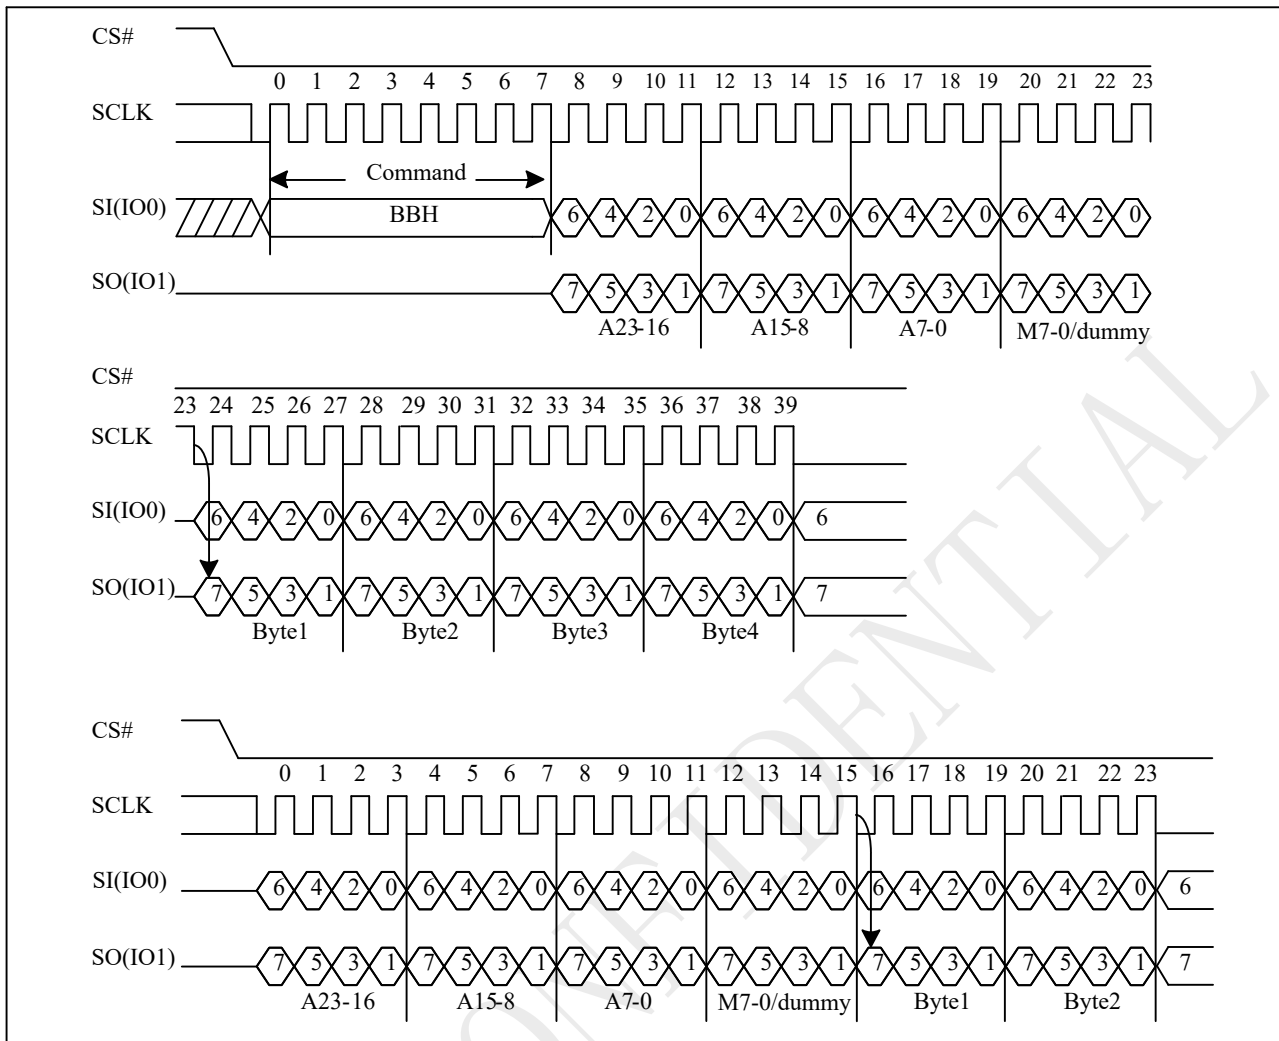 CS#
0 1 2 3 4 5 6 7 8 9 10 11 12 13 14 15 16 17 18 19 20 21 22 23
SCLK
Command
SI(IO0) BBH 6 4 2 0 6 4 2 0 6 4 2 0 6 4 2 0
SO(IO1) 7 5 3 1 7 5 3 1 7 5 3 1 7 5 3 1
A23-16 A15-8 A7-0 M7-0/dummy
CS#
23 24 25 26 27 28 29 30 31 32 33 34 35 36 37 38 39
SCLK
SI(IO0) 6 4 2 0 6 4 2 0 6 4 2 0 6 4 2 0 6
SO(IO1) 7 5 3 1 7 5 3 1 7 5 3 1 7 5 3 1 7
Byte1 Byte2 Byte3 Byte4
CS#
0 1 2 3 4 5 6 7 8 9 10 11 12 13 14 15 16 17 18 19 20 21 22 23
SCLK
SI(IO0) 6 4 2 0 6 4 2 0 6 4 2 0 6 4 2 0 6 4 2 0 6 4 2 0 6
SO(IO1) 7 5 3 1 7 5 3 1 7 5 3 1 7 5 3 1 7 5 3 1 7 5 3 1 7
A23-16 A15-8 A7-0 M7-0/dummy Byte1 Byte2
ONFIDENTIAL